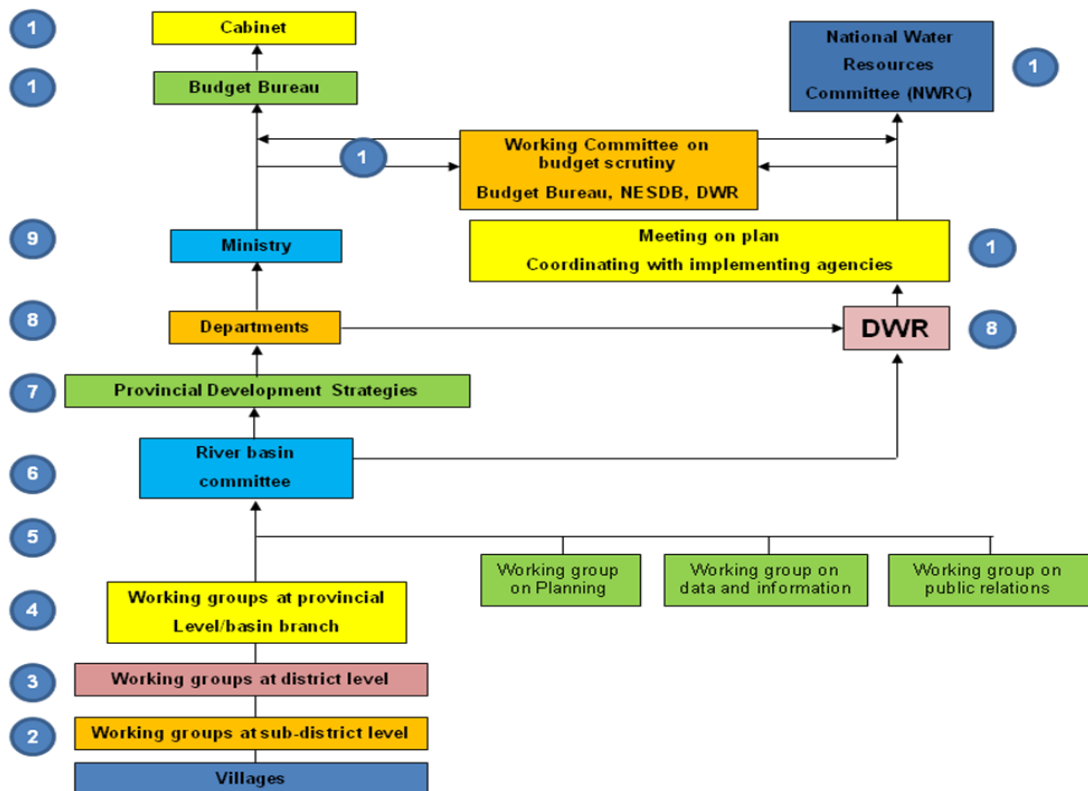 1
Cabinet
National Water
Resources
Committee (NWRC)
1
1
Budget Bureau
1
Working Committee on
budget scrutiny
Budget Bureau, NESDB, DWR
9
Ministry
Meeting on plan
Coordinating with implementing agencies
1
8
Departments
DWR
8
7
Provincial Development Strategies
6
River basin
committee
5
Working group
on Planning
Working group on
data and information
Working group on
public relations
4
Working groups at provincial
Level/basin branch
3
Working groups at district level
2
Working groups at sub-district level
Villages